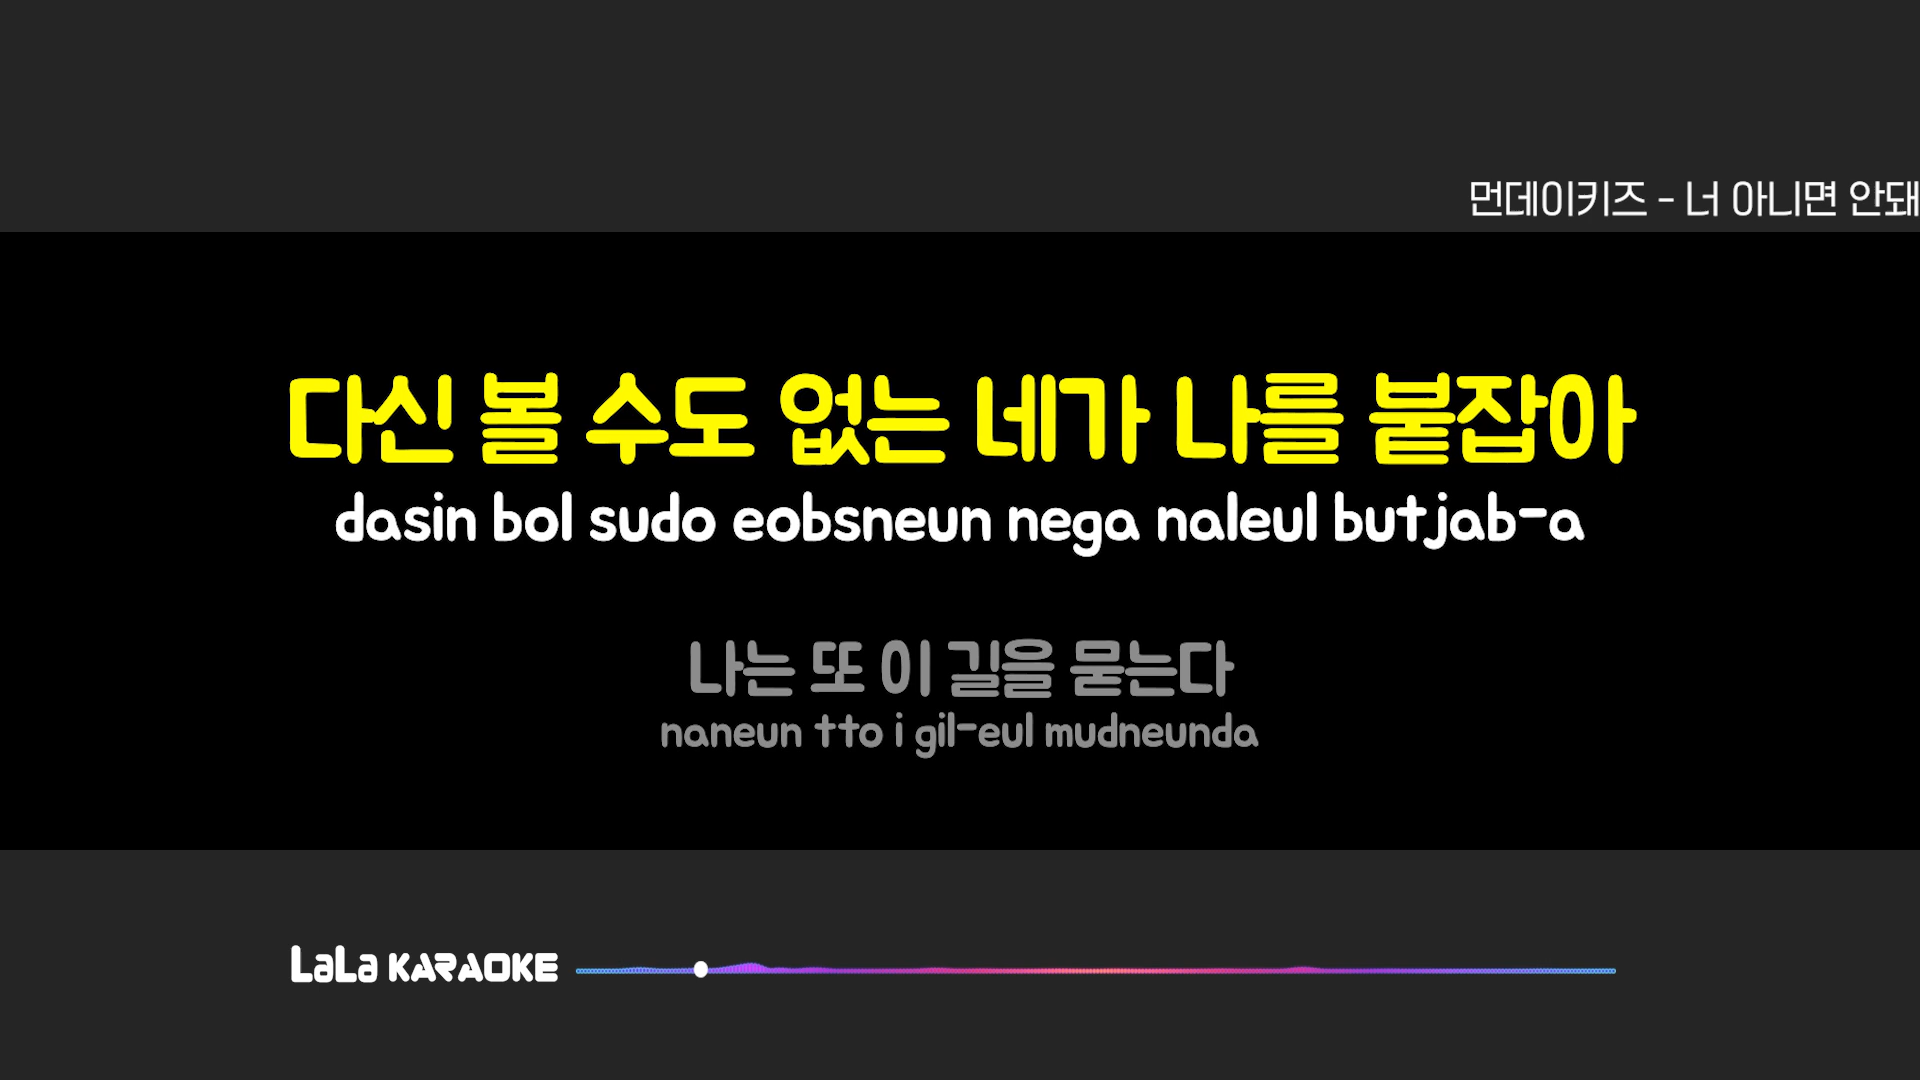 먼데이키즈 - 너 아니면 안돼
다신 볼 수도 없는 네가 나를 붙잡아
dasin bol sudo eobsneun nega naleul butjab-a
나는 또 이 길을 묻는다
naneun tto i gil-eul mudneunda
LaLa KARAOKE